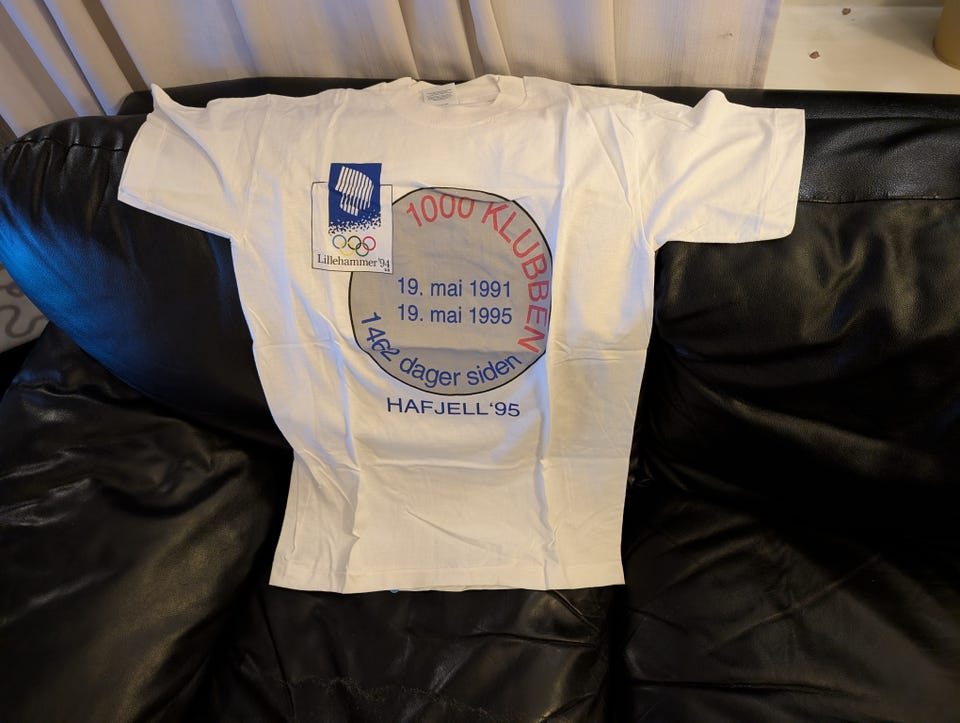 Lillehammer '94
1000 KLUBBEN
19. mai 1991
19. mai 1995
1462 dager siden
HAFJELL '95